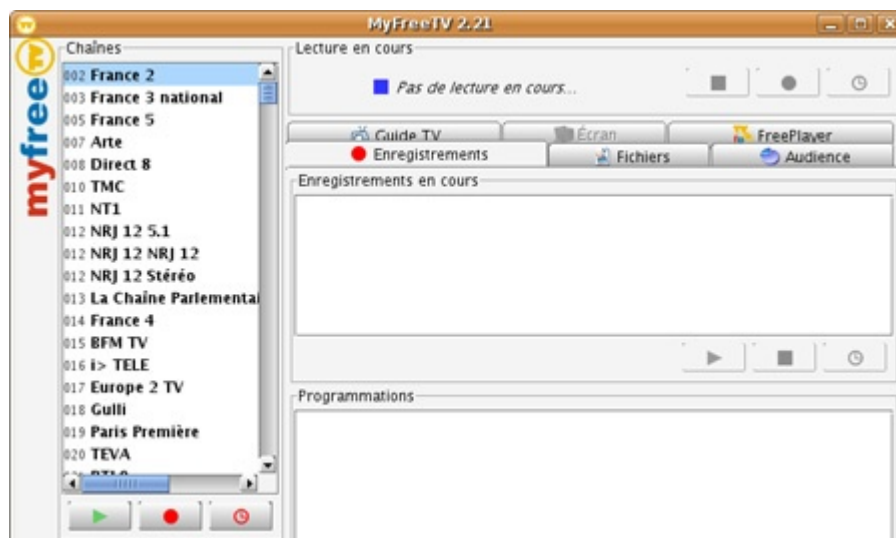 MyFreeTV 2.21
myfreeTV
Chaînes
002 France 2
003 France 3 national
005 France 5
007 Arte
008 Direct 8
010 TMC
011 NT1
012 NRJ 12 5.1
012 NRJ 12 NRJ 12
012 NRJ 12 Stéréo
013 La Chaîne Parlementai
014 France 4
015 BFM TV
016 i> TELE
017 Europe 2 TV
018 Gulli
019 Paris Première
020 TEVA
Lecture en cours
Pas de lecture en cours...
Guide TV
Écran
FreePlayer
Enregistrements
Fichiers
Audience
Enregistrements en cours
Programmations